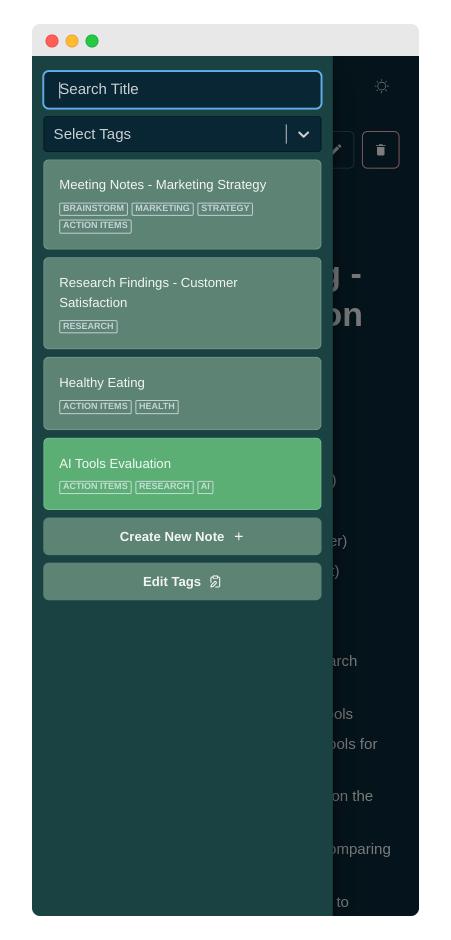 Search Title
Select Tags
Meeting Notes - Marketing Strategy
BRAINSTORM MARKETING STRATEGY
ACTION ITEMS
Research Findings - Customer
Satisfaction
RESEARCH
Healthy Eating
ACTION ITEMS HEALTH
AI Tools Evaluation
ACTION ITEMS RESEARCH AI
Create New Note +
Edit Tags
-
on
)
er)
)
arch
ools
ools for
on the
omparing
to